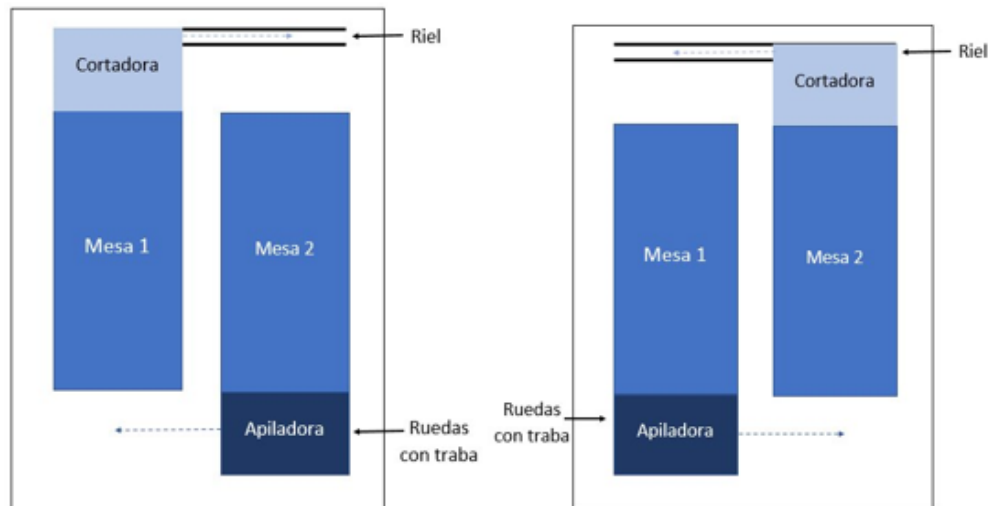 Riel
Cortadora
Mesa 1
Mesa 2
Apiladora
Ruedas
con traba
Riel
Cortadora
Mesa 1
Mesa 2
Ruedas
con traba
Apiladora